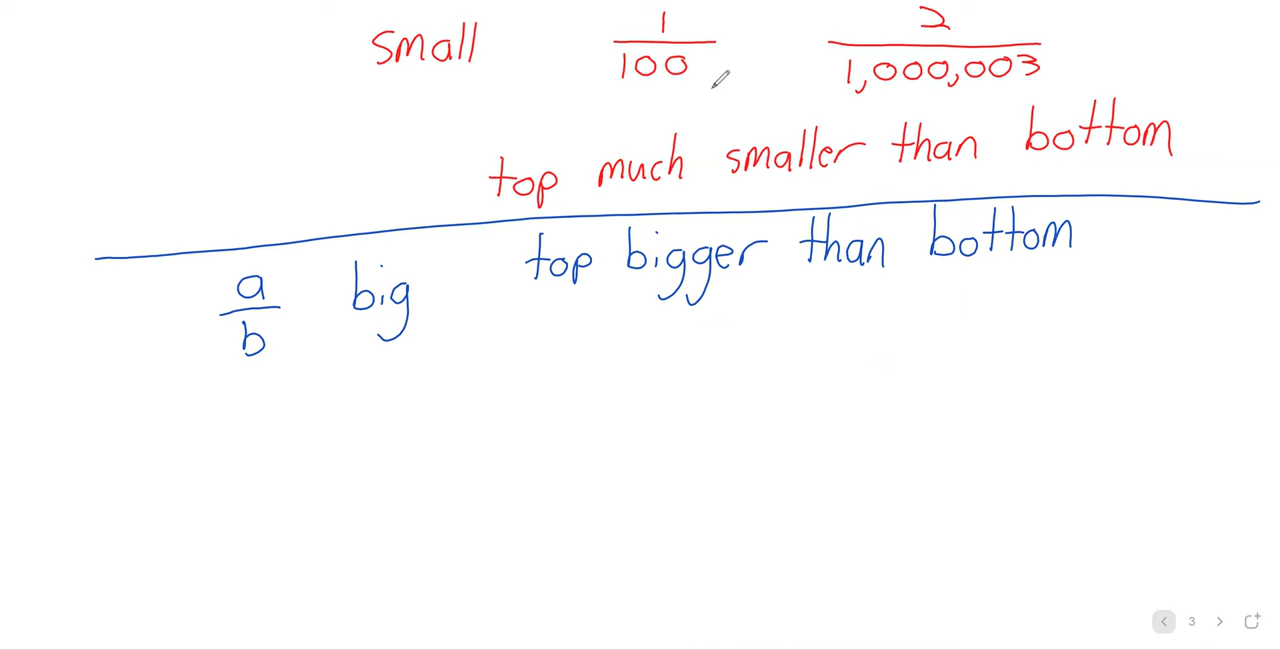 small 1/100 2/1,000,003
top much smaller than bottom
a/b big top bigger than bottom
3